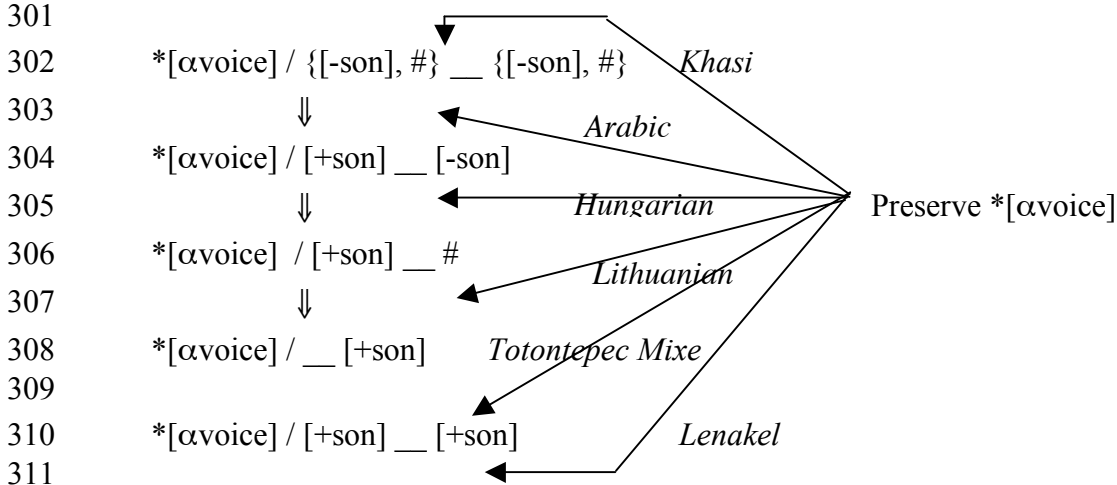 301
302 *[αvoice] / {[-son], #} __ {[-son], #} Khasi
303 ⇓
Arabic
304 *[αvoice] / [+son] __ [-son]
305 ⇓ Hungarian Preserve *[αvoice]
306 *[αvoice] / [+son] __ #
Lithuanian
307 ⇓
308 *[αvoice] / __ [+son] Totontepec Mixe
309
310 *[αvoice] / [+son] __ [+son] Lenakel
311